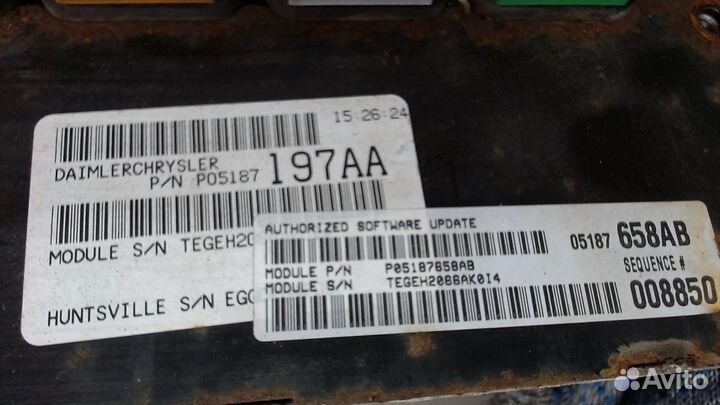 15:26:24
DAIMLERCHRYSLER
P/N P05187 197AA
MODULE S/N TEGEH20
HUNTSVILLE S/N EGC
AUTHORIZED SOFTWARE UPDATE
05187 658AB
MODULE P/N P05187658AB
MODULE S/N TEGEH2086AK014
SEQUENCE #
008850
Avito